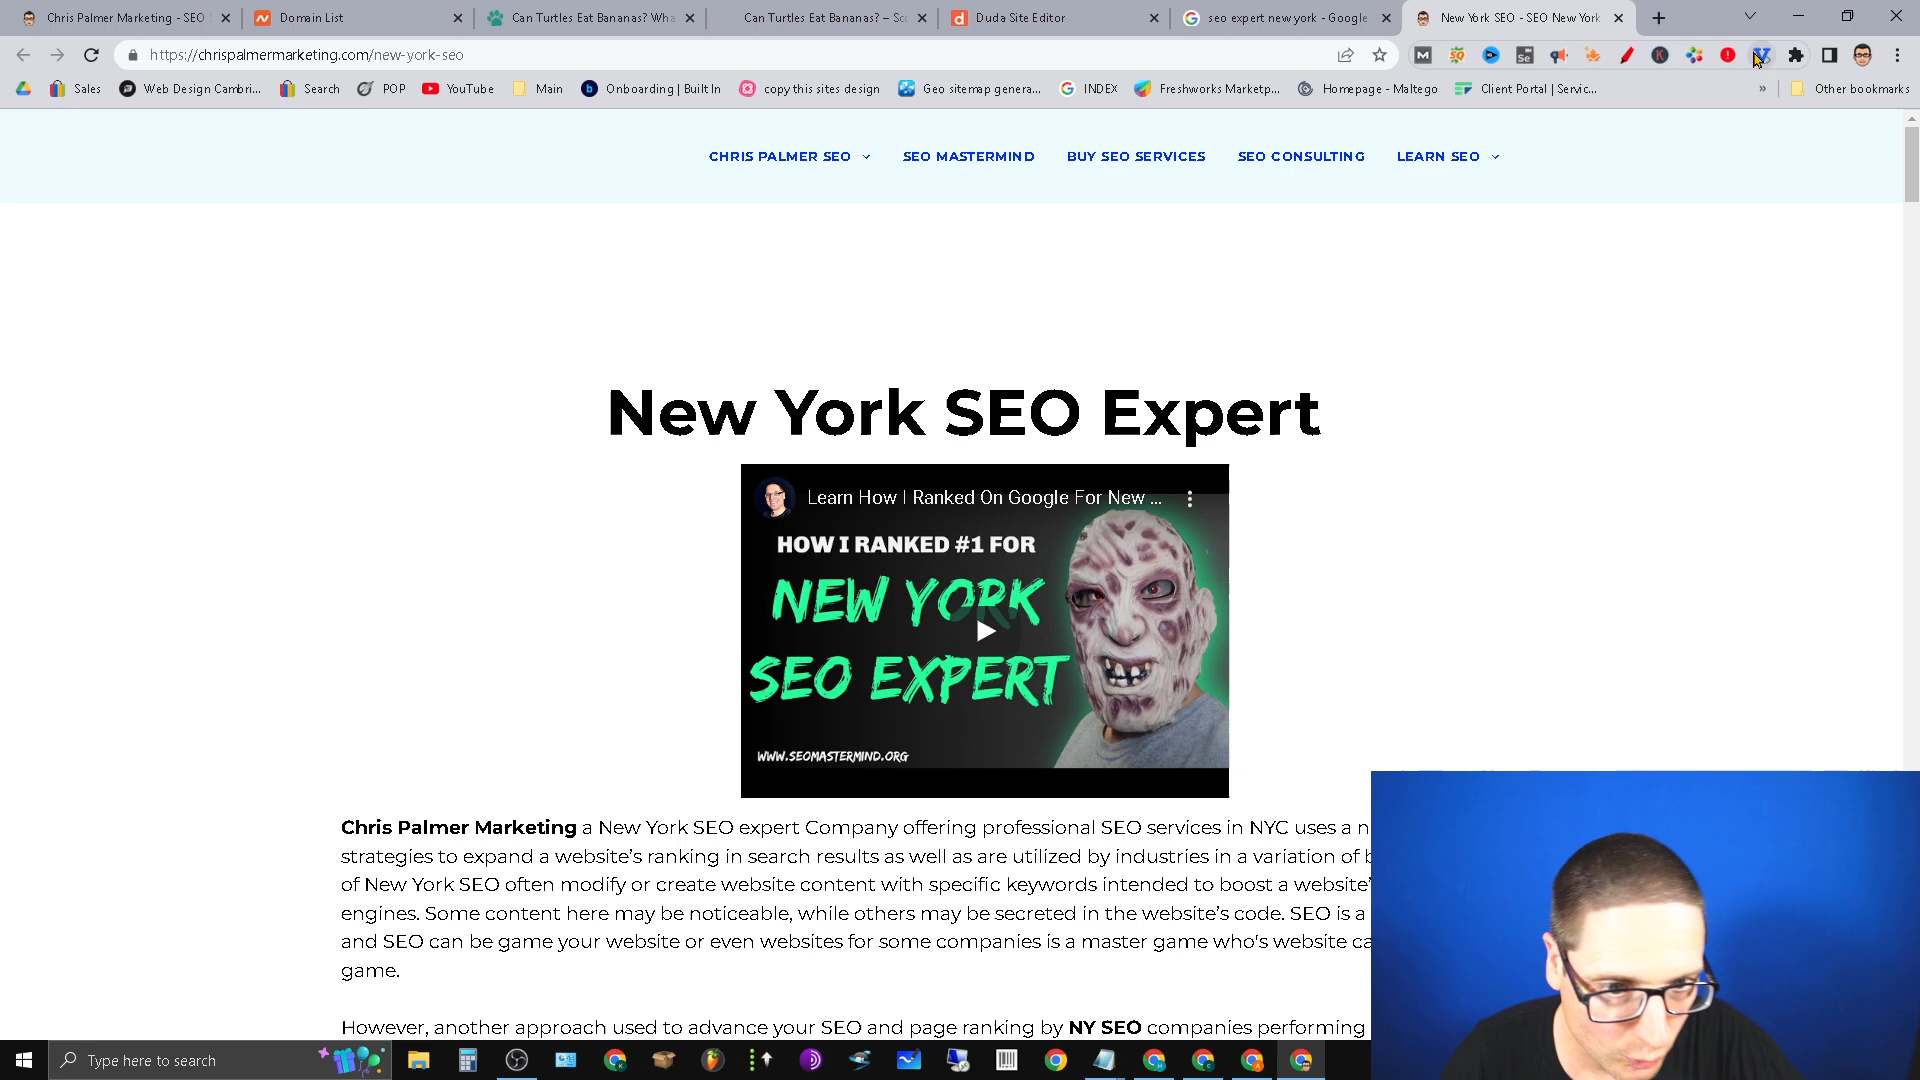 Chris Palmer Marketing - SEO
Domain List
Can Turtles Eat Bananas? Wha
Can Turtles Eat Bananas? – Sc
Duda Site Editor
seo expert new york - Google
New York SEO - SEO New York
https://chrispalmermarketing.com/new-york-seo
Sales
Web Design Cambri...
Search
POP
YouTube
Main
Onboarding | Built In
copy this sites design
Geo sitemap genera...
INDEX
Freshworks Marketp...
Homepage - Maltego
Client Portal | Servic...
Other bookmarks
CHRIS PALMER SEO
SEO MASTERMIND
BUY SEO SERVICES
SEO CONSULTING
LEARN SEO
New York SEO Expert
Learn How I Ranked On Google For New ...
HOW I RANKED #1 FOR
NEW YORK
SEO EXPERT
WWW.SEOMASTERMIND.ORG
Chris Palmer Marketing a New York SEO expert Company offering professional SEO services in NYC uses a n
strategies to expand a website's ranking in search results as well as are utilized by industries in a variation of b
of New York SEO often modify or create website content with specific keywords intended to boost a website'
engines. Some content here may be noticeable, while others may be secreted in the website's code. SEO is a
and SEO can be game your website or even websites for some companies is a master game who's website ca
game.
However, another approach used to advance your SEO and page ranking by NY SEO companies performing
Type here to search